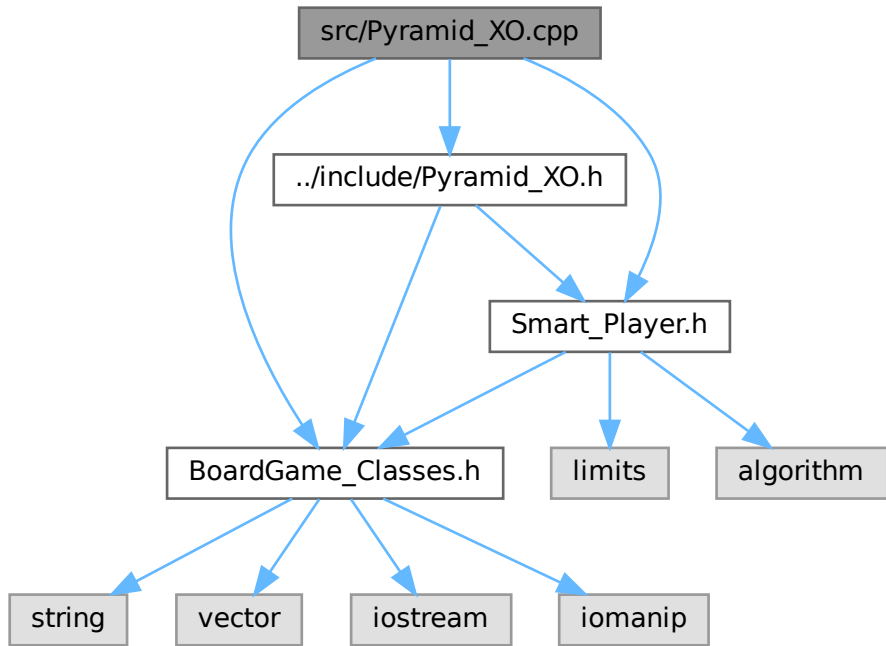 src/Pyramid_XO.cpp
../include/Pyramid_XO.h
Smart_Player.h
BoardGame_Classes.h
limits
algorithm
string
vector
iostream
iomanip